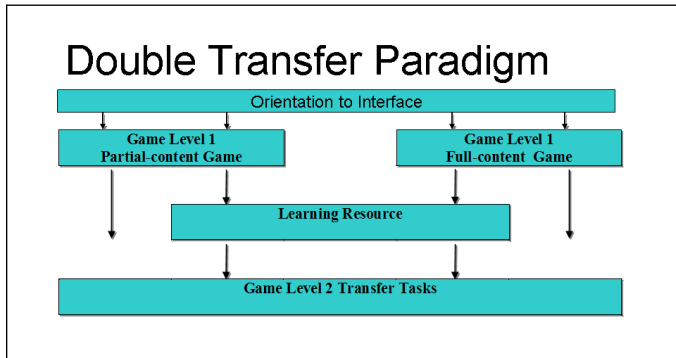 Double Transfer Paradigm
Orientation to Interface
Game Level 1
Partial-content Game
Game Level 1
Full-content Game
Learning Resource
Game Level 2 Transfer Tasks